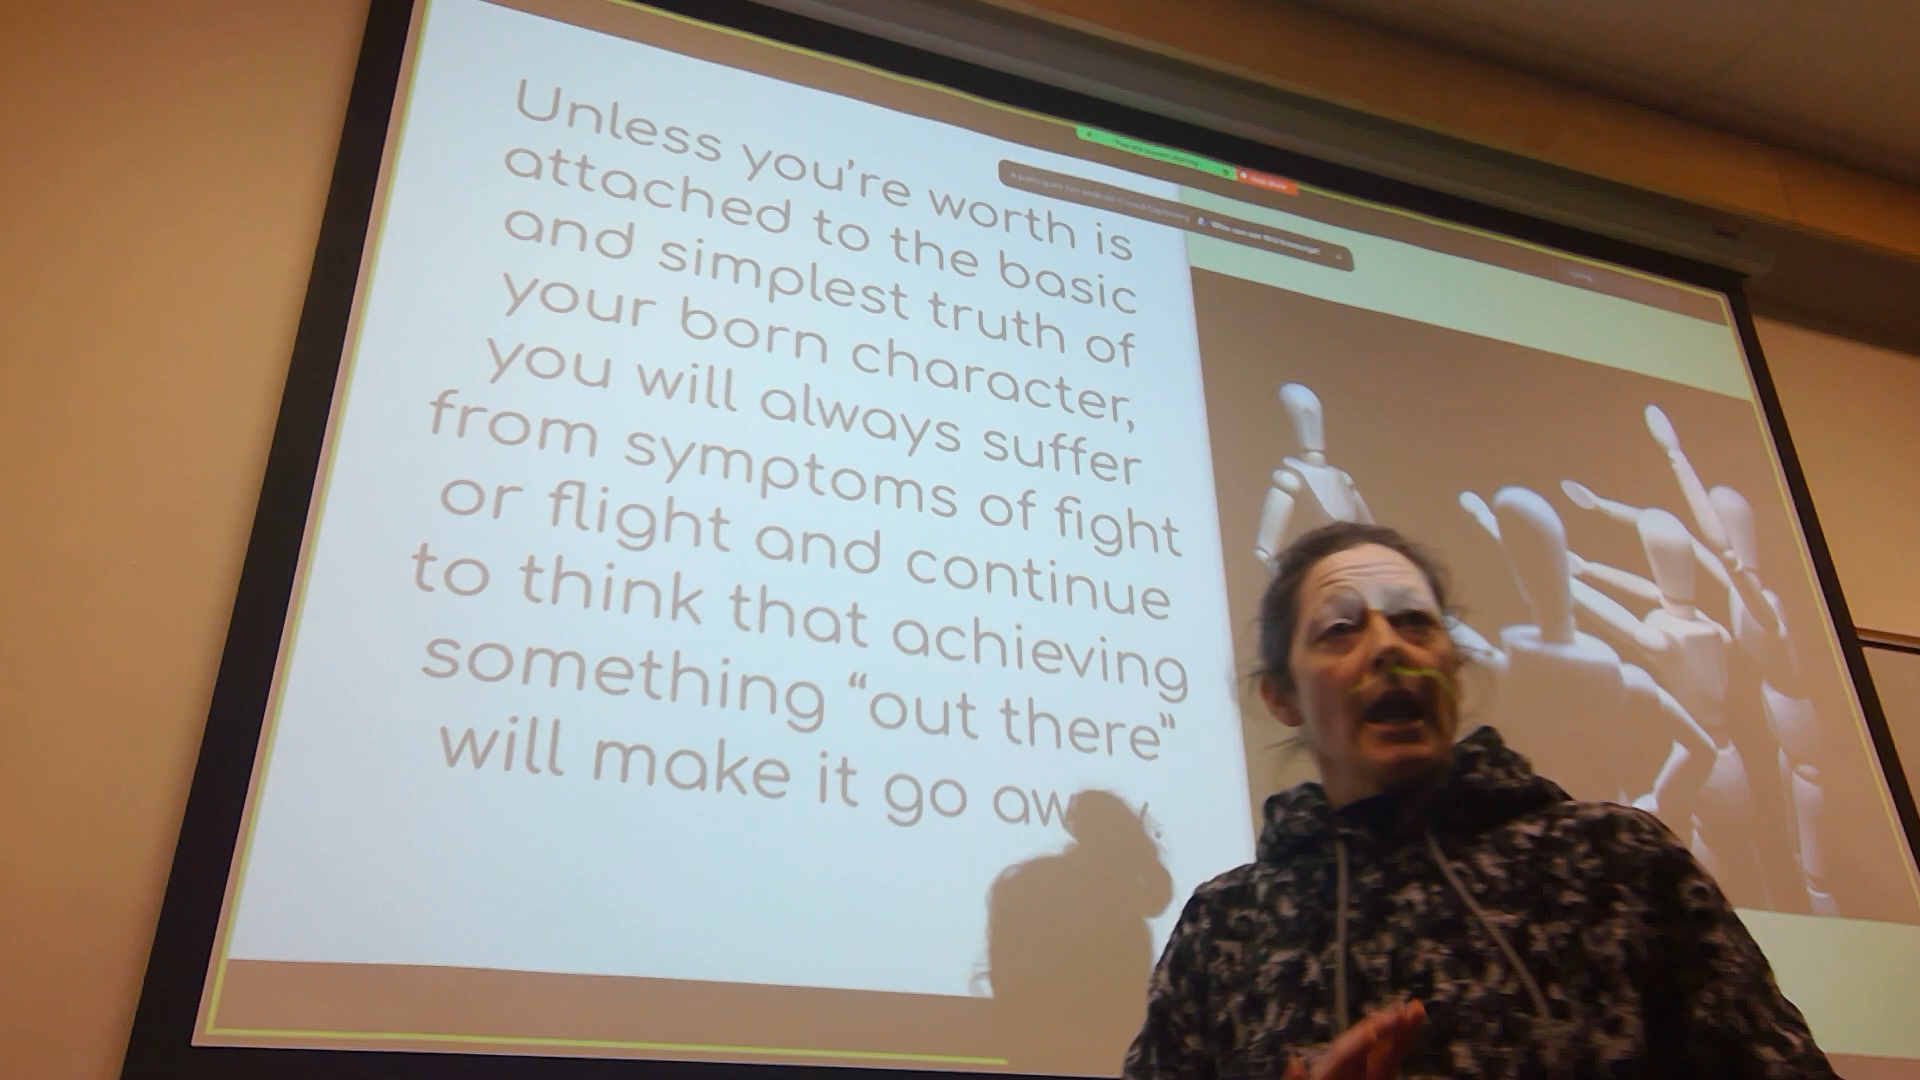 Unless you're worth is
attached to the basic
and simplest truth of
your born character,
you will always suffer
from symptoms of fight
or flight and continue
to think that achieving
something “out there”
will make it go